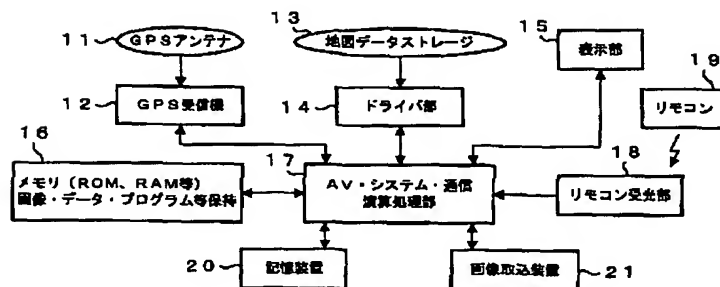 11
GPSアンテナ
13
地図データストレージ
15
表示部
19
12
GPS受信機
14
ドライバ部
リモコン
16
メモリ（ROM、RAM等）
画像・データ・プログラム等保持
17
AV・システム・通信
演算処理部
18
リモコン受光部
20
記憶装置
画像取込装置
21